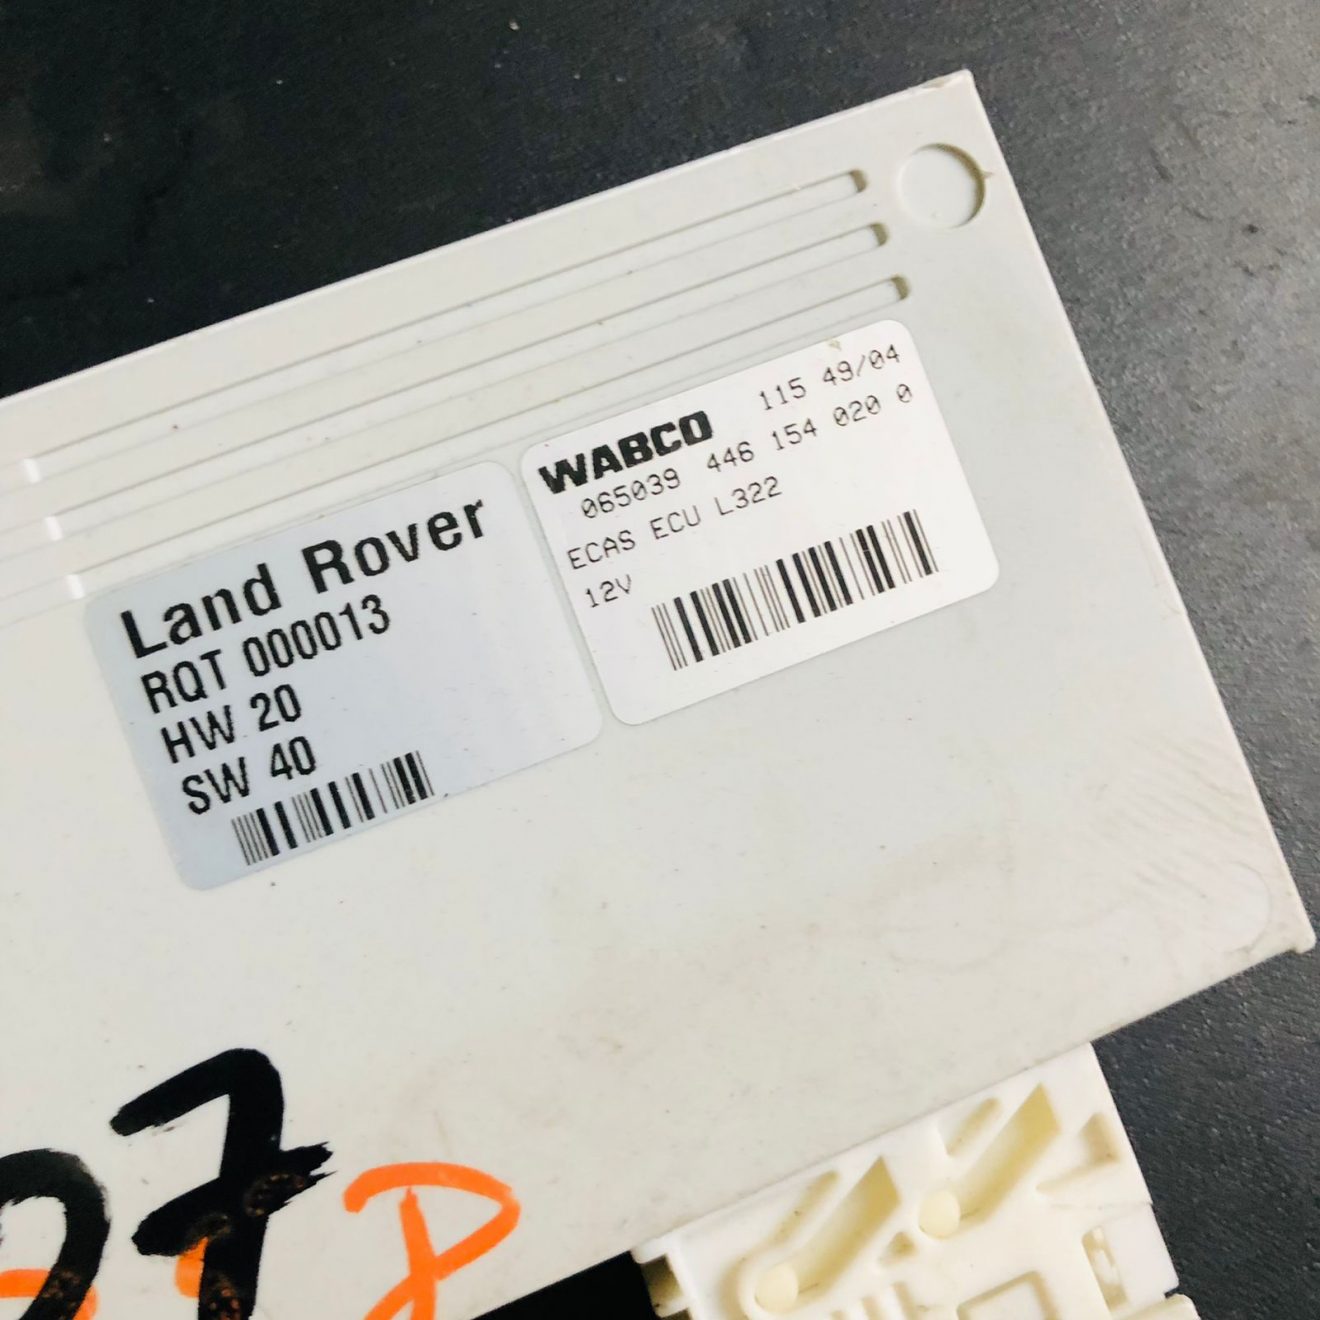 Land Rover
RQT 000013
HW 20
SW 40
WABCO 115 49/04
065039 446 154 020 0
ECAS ECU L322
12V
7